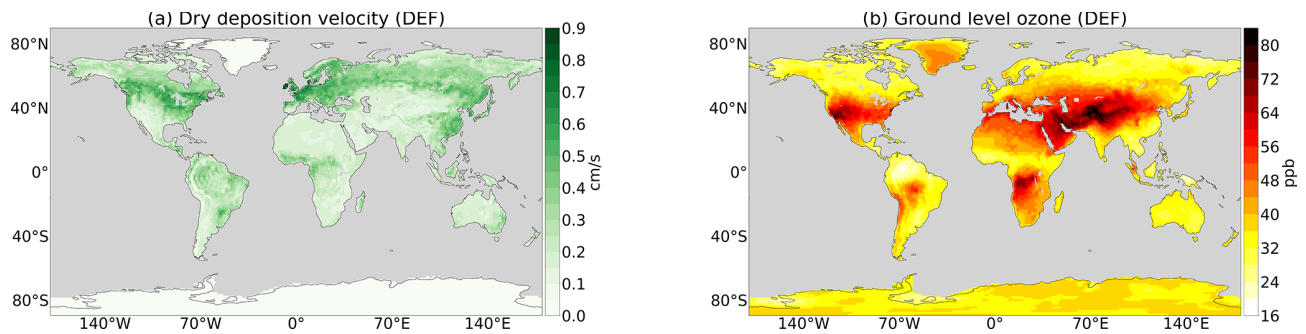 (a) Dry deposition velocity (DEF)
80°N
40°N
0°
40°S
80°S
140°W 70°W 0° 70°E 140°E
0.9
0.8
0.7
0.6
0.5
0.4
0.3
0.2
0.1
0.0
cm/s
(b) Ground level ozone (DEF)
80°N
40°N
0°
40°S
80°S
140°W 70°W 0° 70°E 140°E
80
72
64
56
48
40
32
24
16
ppb